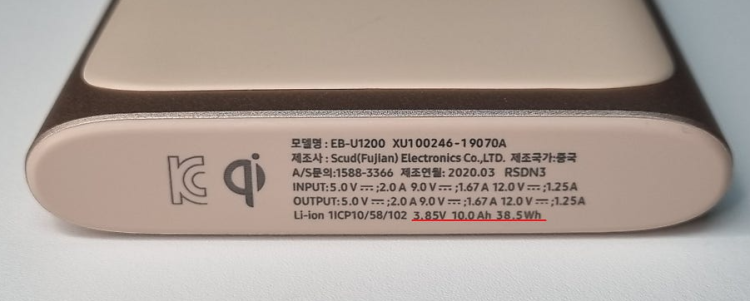 모델명 : EB-U1200 XU100246-19070A
제조사 : Scud(Fujian) Electronics Co.,LTD. 제조국가:중국
A/S문의:1588-3366 제조연월: 2020.03 RSDN3
INPUT:5.0 V ⎓ ;2.0 A 9.0 V ⎓ ;1.67 A 12.0 V ⎓ ;1.25A
OUTPUT:5.0 V ⎓ ;2.0 A 9.0 V ⎓ ;1.67 A 12.0 V ⎓ ;1.25A
Li-ion 1ICP10/58/102 3.85V 10.0 Ah 38.5Wh
KC
qi